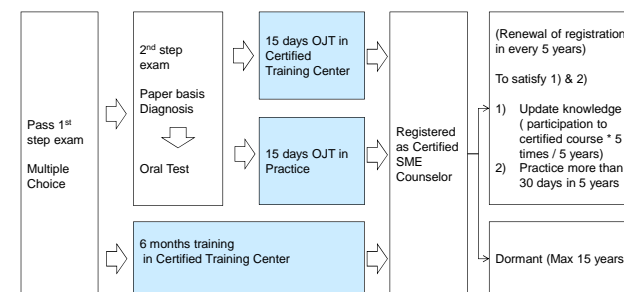 Pass 1st
step exam
Multiple
Choice
2nd step
exam
Paper basis
Diagnosis
Oral Test
15 days OJT in
Certified
Training Center
15 days OJT in
Practice
6 months training
in Certified Training Center
Registered
as Certified
SME
Counselor
(Renewal of registration
in every 5 years)
To satisfy 1) & 2)
1) Update knowledge
( participation to
certified course * 5
times / 5 years)
2) Practice more than
30 days in 5 years
Dormant (Max 15 years